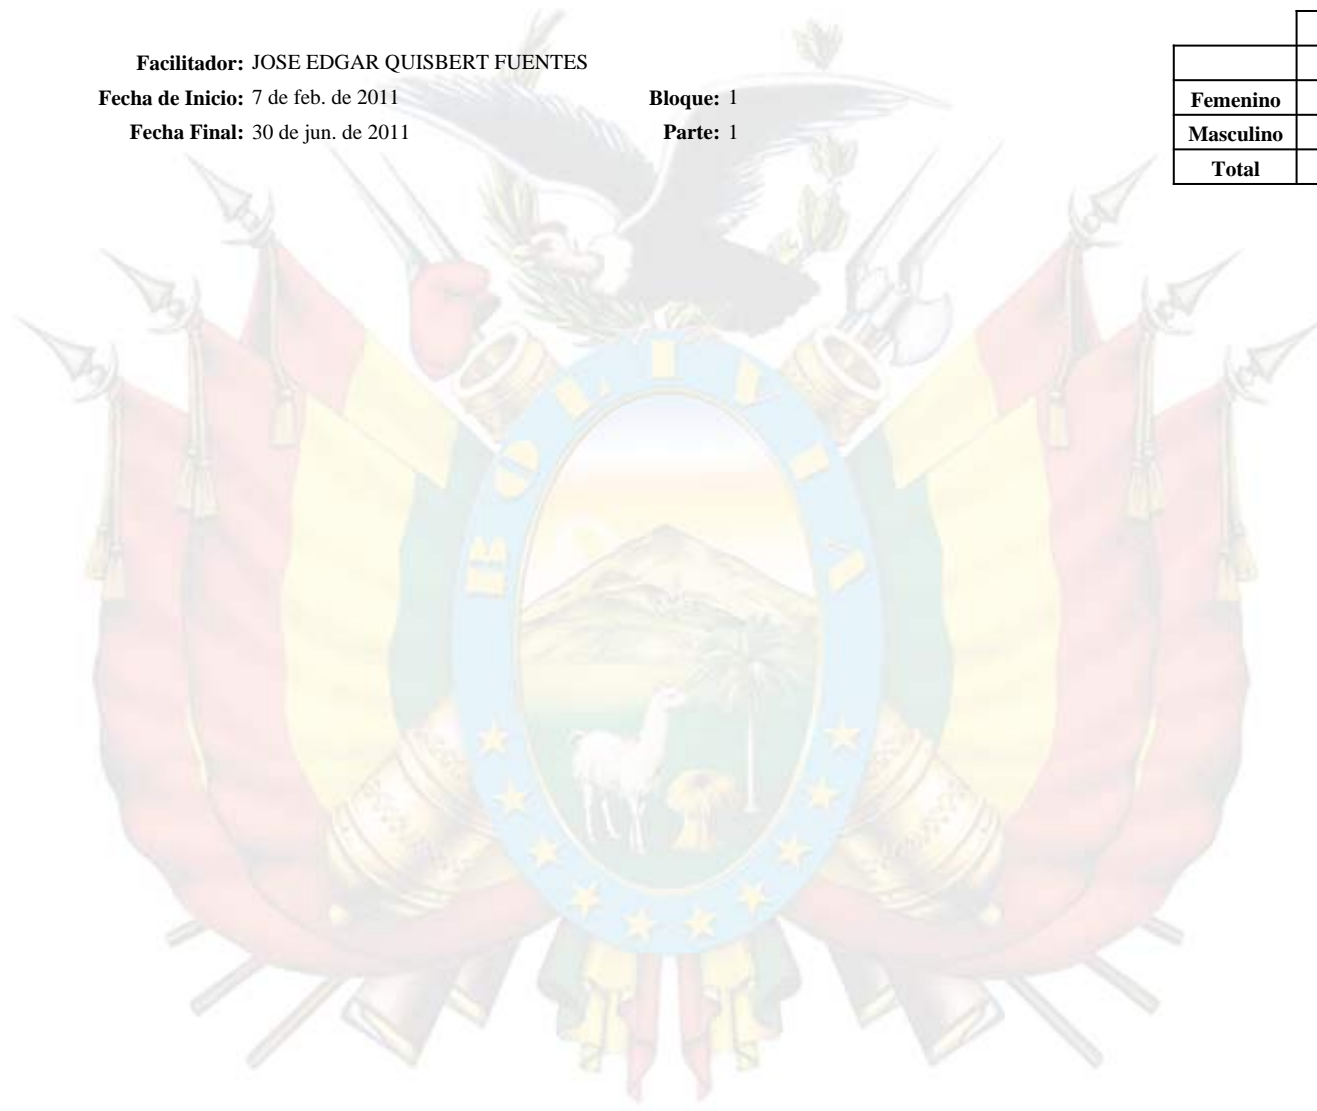 Facilitador: JOSE EDGAR QUISBERT FUENTES
Fecha de Inicio: 7 de feb. de 2011 Bloque: 1
Fecha Final: 30 de jun. de 2011 Parte: 1
Femenino
Masculino
Total
BOLIVIA